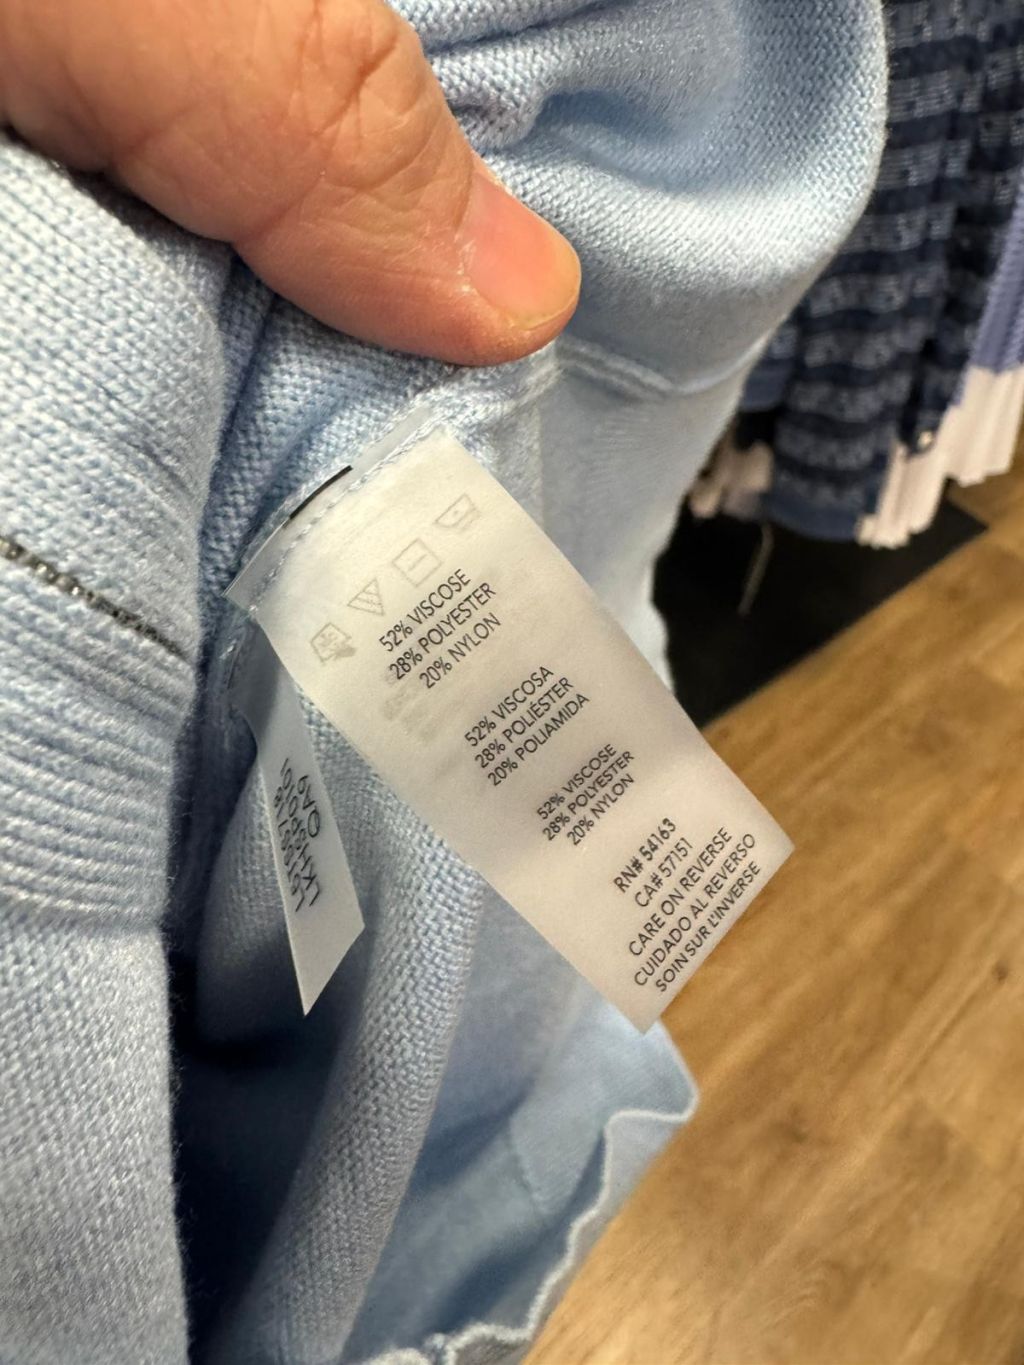 52% VISCOSE
28% POLYESTER
20% NYLON
52% VISCOSA
28% POLIÉSTER
20% POLIAMIDA
52% VISCOSE
28% POLYESTER
20% NYLON
RN# 54163
CA# 57151
CARE ON REVERSE
CUIDADO AL REVERSO
SOIN SUR L'INVERSE